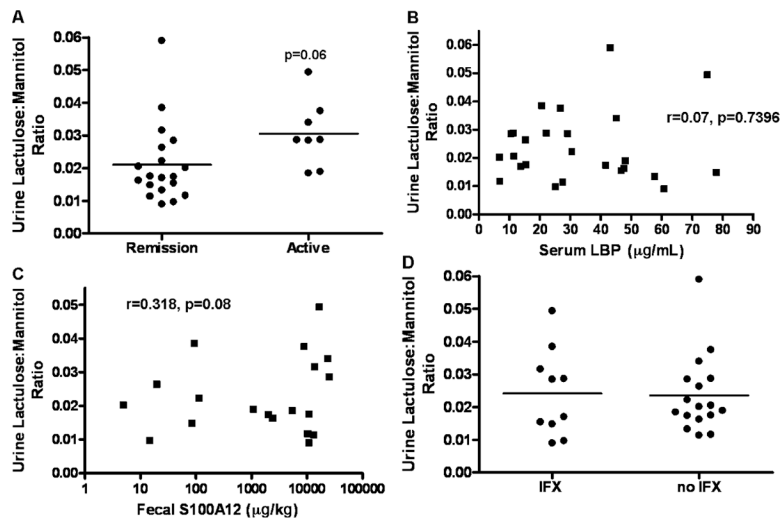 A
Urine Lactulose:Mannitol
Ratio
0.06
0.05
0.04
0.03
0.02
0.01
0.00
p=0.06
Remission
Active
B
Urine Lactulose:Mannitol
Ratio
0.06
0.05
0.04
0.03
0.02
0.01
0.00
r=0.07, p=0.7396
0 10 20 30 40 50 60 70 80 90
Serum LBP (μg/mL)
C
Urine Lactulose:Mannitol
Ratio
0.05
0.04
0.03
0.02
0.01
0.00
r=0.318, p=0.08
1 10 100 1000 10000 100000
Fecal S100A12 (μg/kg)
D
Urine Lactulose:Mannitol
Ratio
0.06
0.05
0.04
0.03
0.02
0.01
0.00
IFX
no IFX